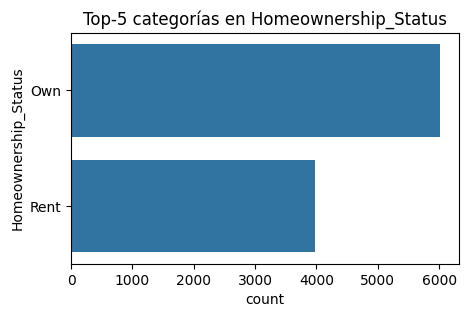 Top-5 categorías en Homeownership_Status
Homeownership_Status
Own
Rent
0 1000 2000 3000 4000 5000 6000
count